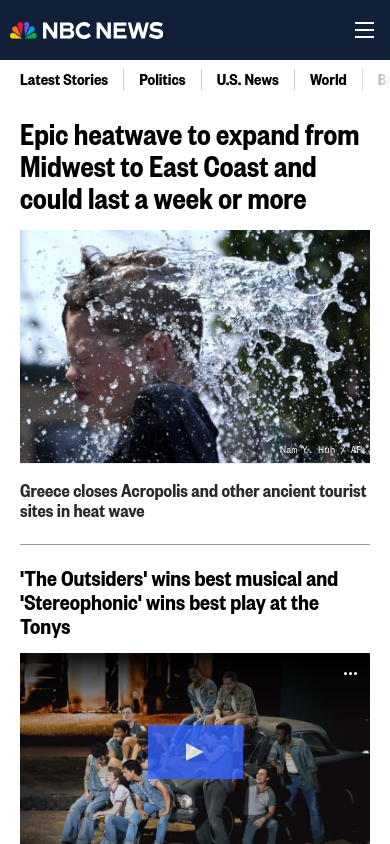 NBC NEWS
Latest Stories
Politics
U.S. News
World
Epic heatwave to expand from
Midwest to East Coast and
could last a week or more
Nam Y. Huh / AP
Greece closes Acropolis and other ancient tourist
sites in heat wave
'The Outsiders' wins best musical and
'Stereophonic' wins best play at the
Tonys